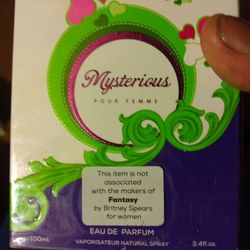 Mysterious
POUR FEMME
This item is not
associated with
the makers of
Fantasy
by Britney Spears
for women
EAU DE PARFUM
100ml VAPORISATEUR NATURAL SPRAY 3.4fl.